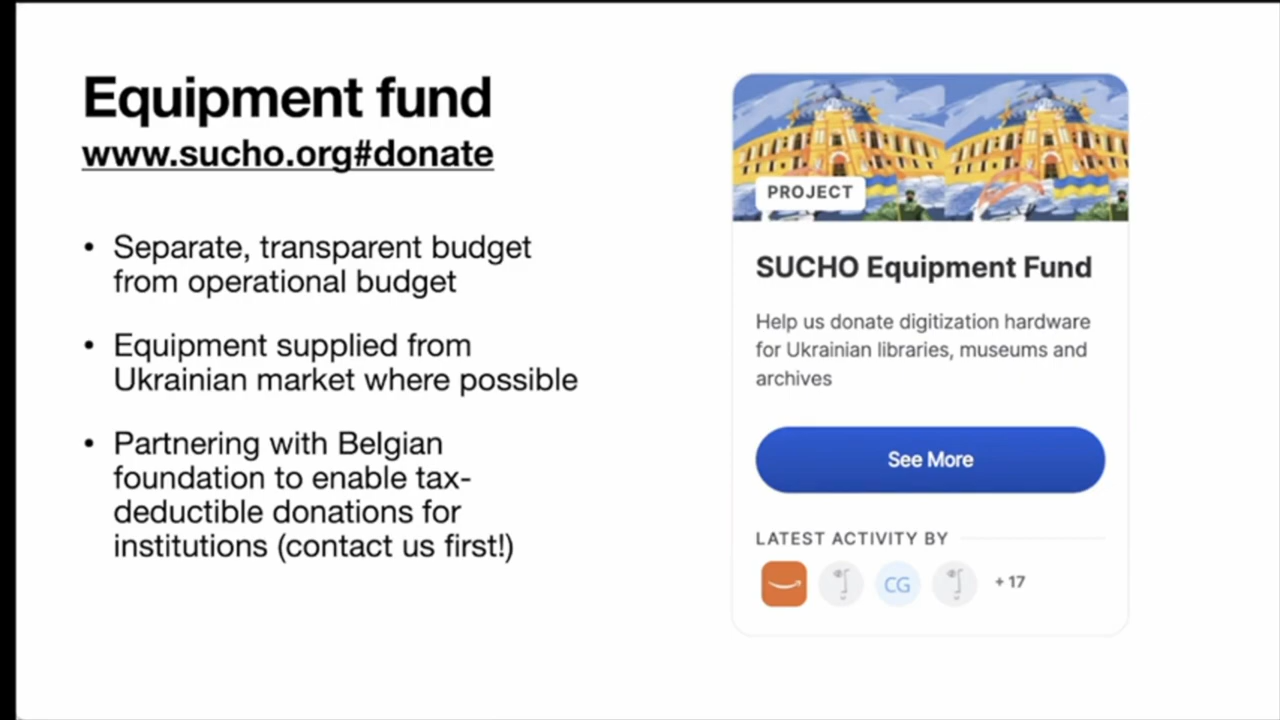 Equipment fund
www.sucho.org#donate
• Separate, transparent budget
from operational budget
• Equipment supplied from
Ukrainian market where possible
• Partnering with Belgian
foundation to enable tax-
deductible donations for
institutions (contact us first!)
PROJECT
SUCHO Equipment Fund
Help us donate digitization hardware
for Ukrainian libraries, museums and
archives
See More
LATEST ACTIVITY BY
CG
+ 17